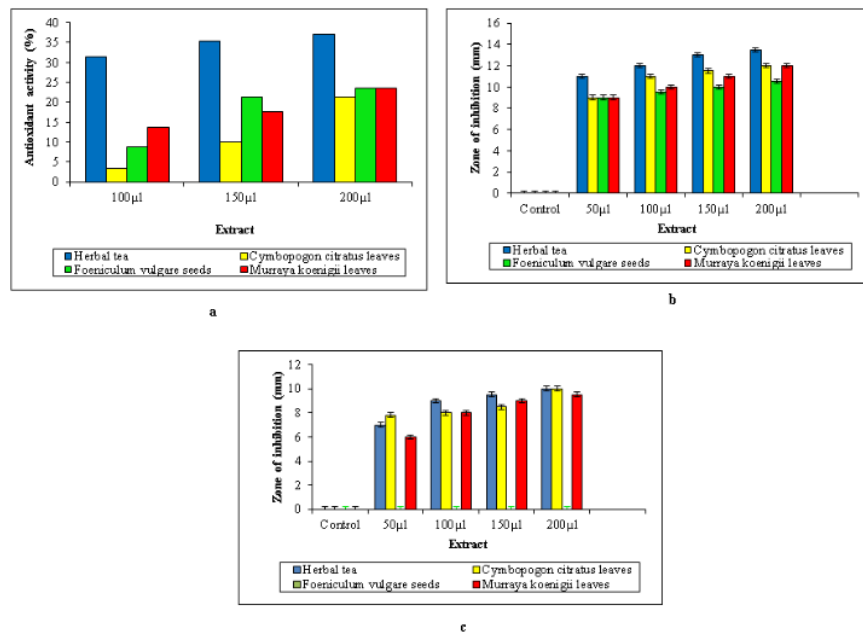 40
35
30
25
20
15
10
5
0
Antioxidant activity (%)
100µl 150µl 200µl
Extract
Herbal tea Cymbopogon citratus leaves
Foeniculum vulgare seeds Murraya koenigii leaves
a
16
14
12
10
8
6
4
2
0
Zone of inhibition (mm)
Control 50µl 100µl 150µl 200µl
Extract
Herbal tea Cymbopogon citratus leaves
Foeniculum vulgare seeds Murraya koenigii leaves
b
12
10
8
6
4
2
0
Zone of inhibition (mm)
Control 50µl 100µl 150µl 200µl
Extract
Herbal tea Cymbopogon citratus leaves
Foeniculum vulgare seeds Murraya koenigii leaves
c